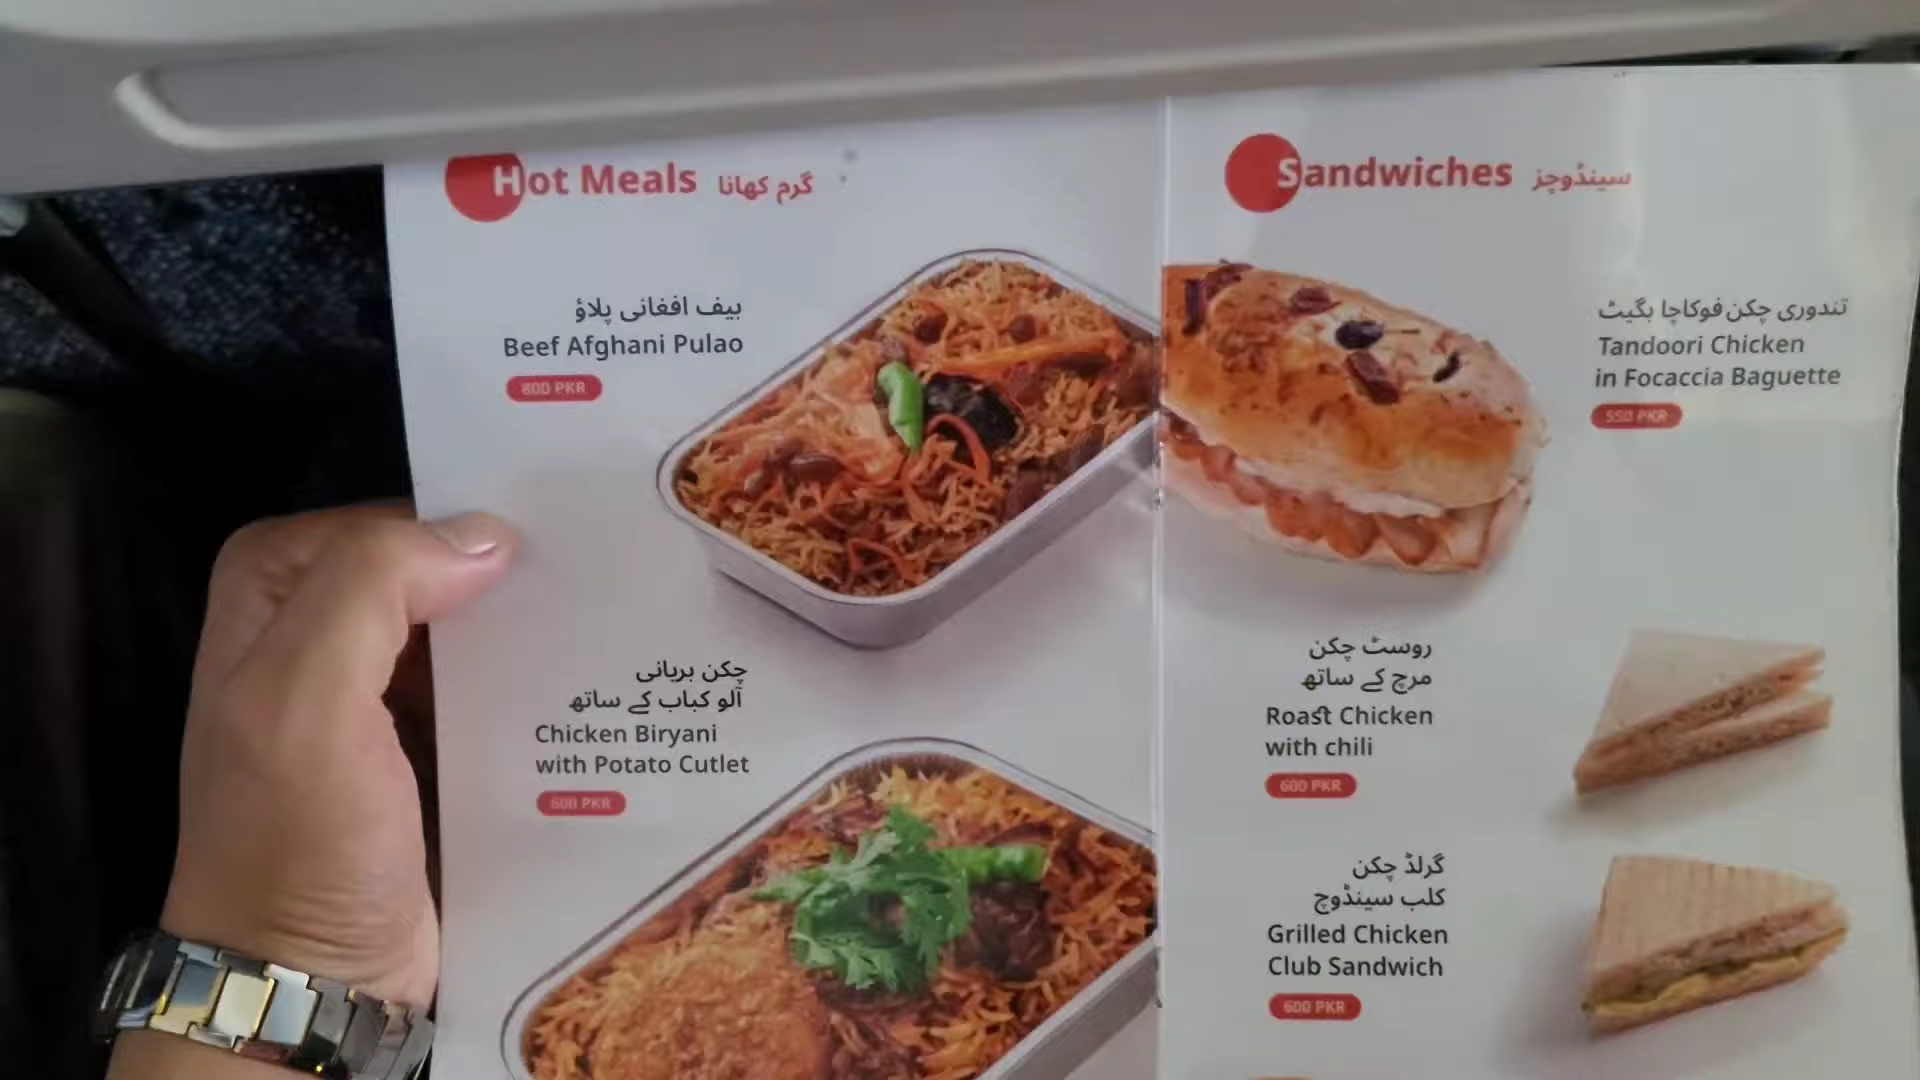 Hot Meals گرم کھانا
بیف افغانی پلاؤ
Beef Afghani Pulao
800 PKR
چکن بریانی
آلو کباب کے ساتھ
Chicken Biryani
with Potato Cutlet
600 PKR
Sandwiches سینڈوچز
تندوری چکن فوکاچا بگیٹ
Tandoori Chicken
in Focaccia Baguette
550 PKR
روسٹ چکن
مرچ کے ساتھ
Roast Chicken
with chili
600 PKR
گرلڈ چکن
کلب سینڈوچ
Grilled Chicken
Club Sandwich
600 PKR